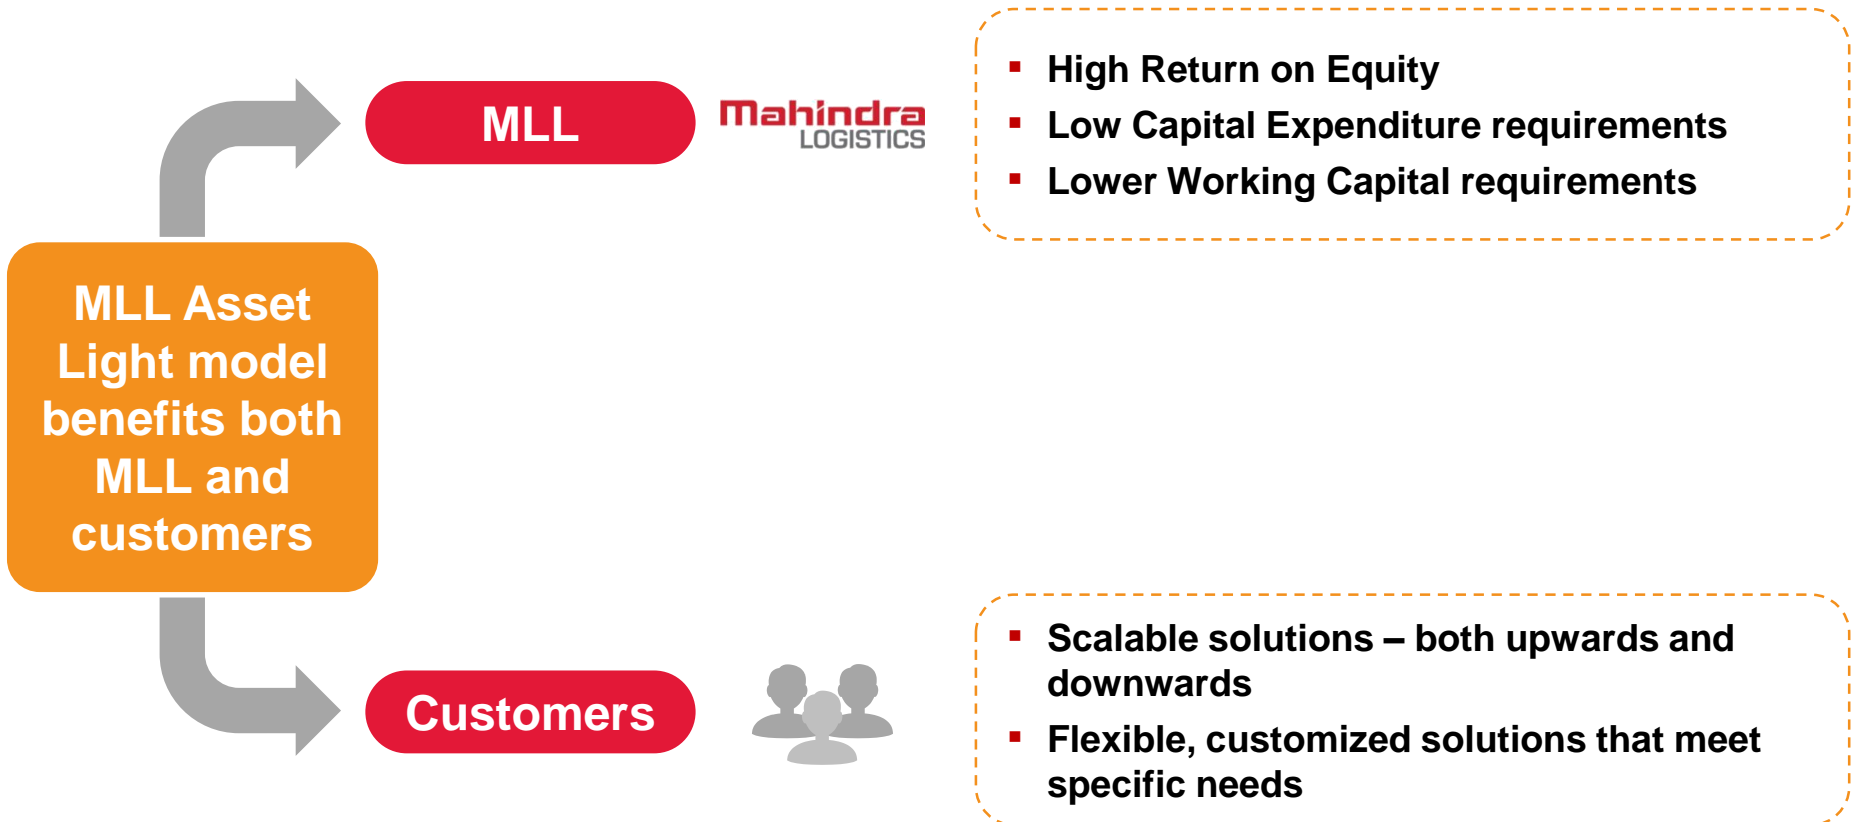 MLL
Mahindra
LOGISTICS
▪ High Return on Equity
▪ Low Capital Expenditure requirements
▪ Lower Working Capital requirements
MLL Asset
Light model
benefits both
MLL and
customers
Customers
▪ Scalable solutions – both upwards and
downwards
▪ Flexible, customized solutions that meet
specific needs